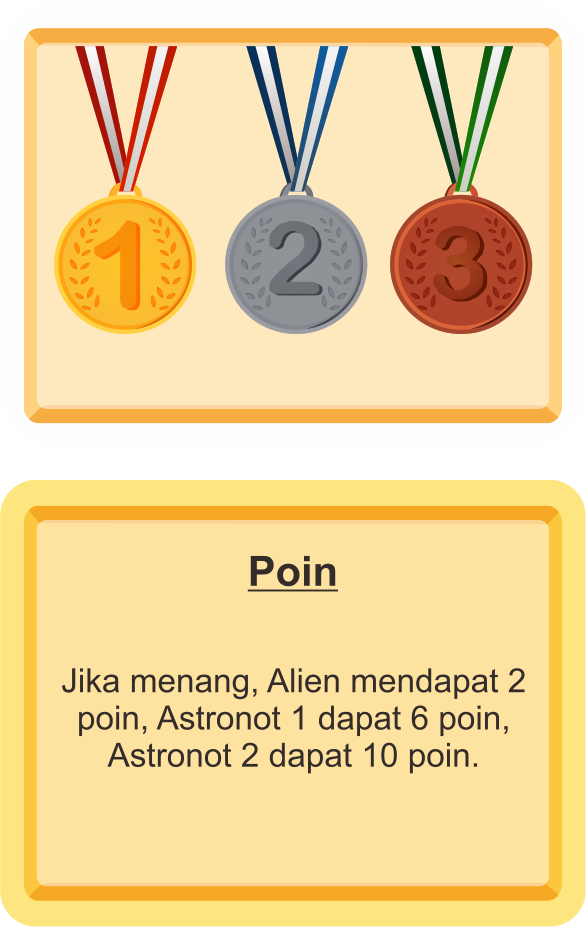 1
2
3
Poin
Jika menang, Alien mendapat 2
poin, Astronot 1 dapat 6 poin,
Astronot 2 dapat 10 poin.